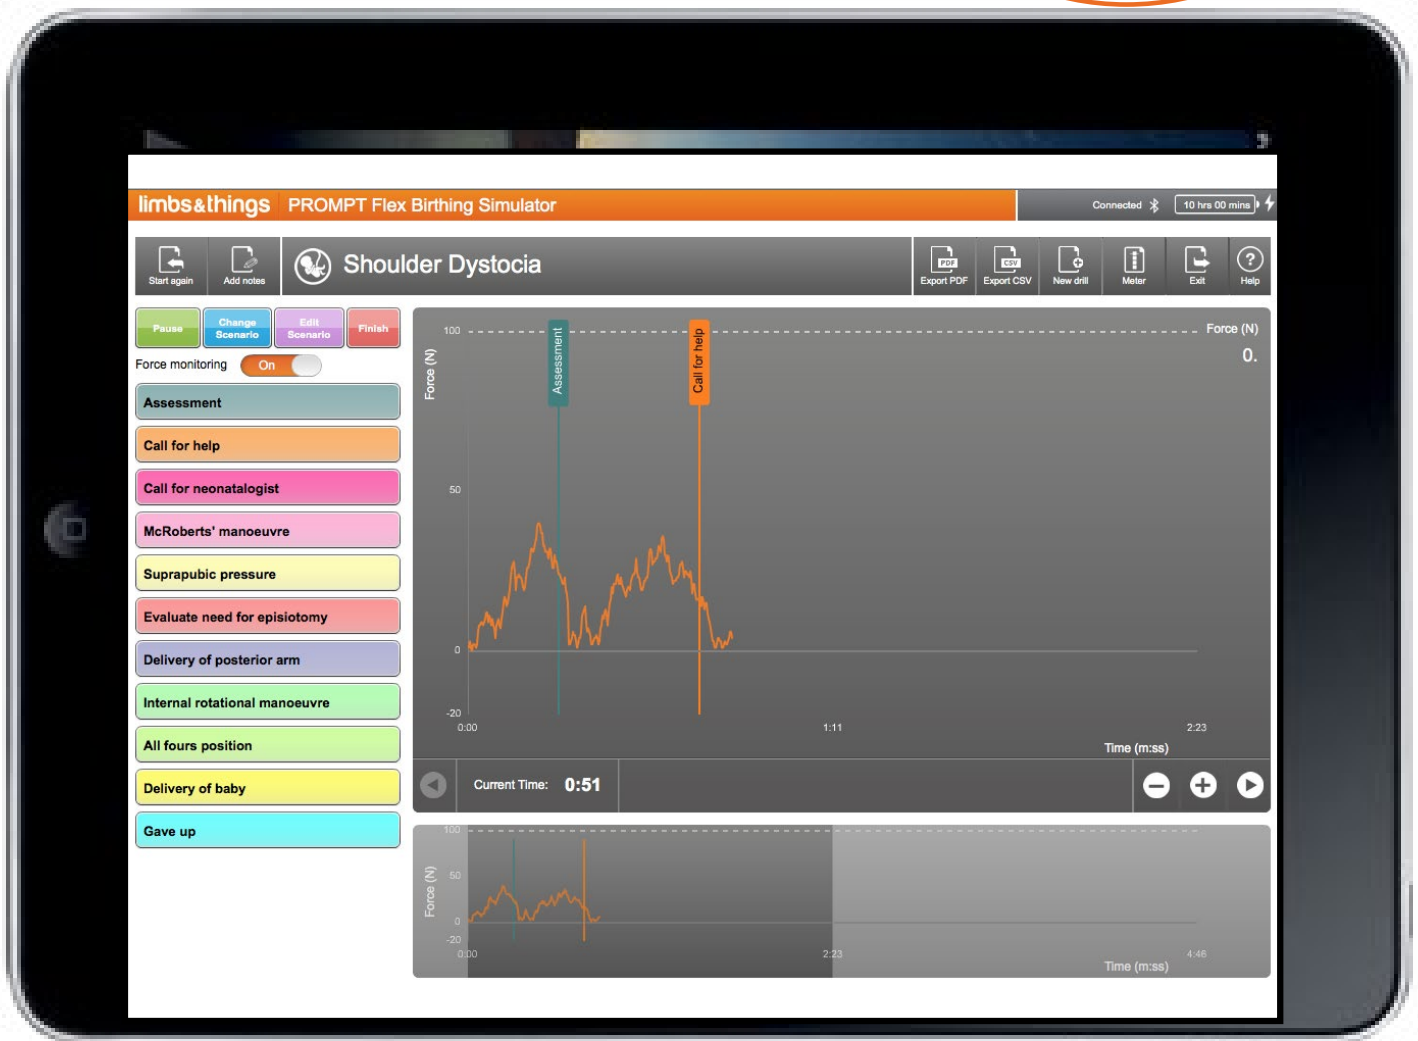 limbs&things PROMPT Flex Birthing Simulator
Connected 10 hrs 00 mins
Start again Add notes Shoulder Dystocia
PDF CSV
Export PDF Export CSV New drill Meter Exit Help
Pause Change Scenario Edit Scenario Finish
Force monitoring On
Assessment
Call for help
Call for neonatalogist
McRoberts' manoeuvre
Suprapubic pressure
Evaluate need for episiotomy
Delivery of posterior arm
Internal rotational manoeuvre
All fours position
Delivery of baby
Gave up
100
Force (N)
Assessment
Call for help
Force (N)
0.
50
0
-20
0:00 1:11 2:23
Time (m:ss)
Current Time: 0:51
100
Force (N)
50
0
-20
0:00 2:23 4:46
Time (m:ss)